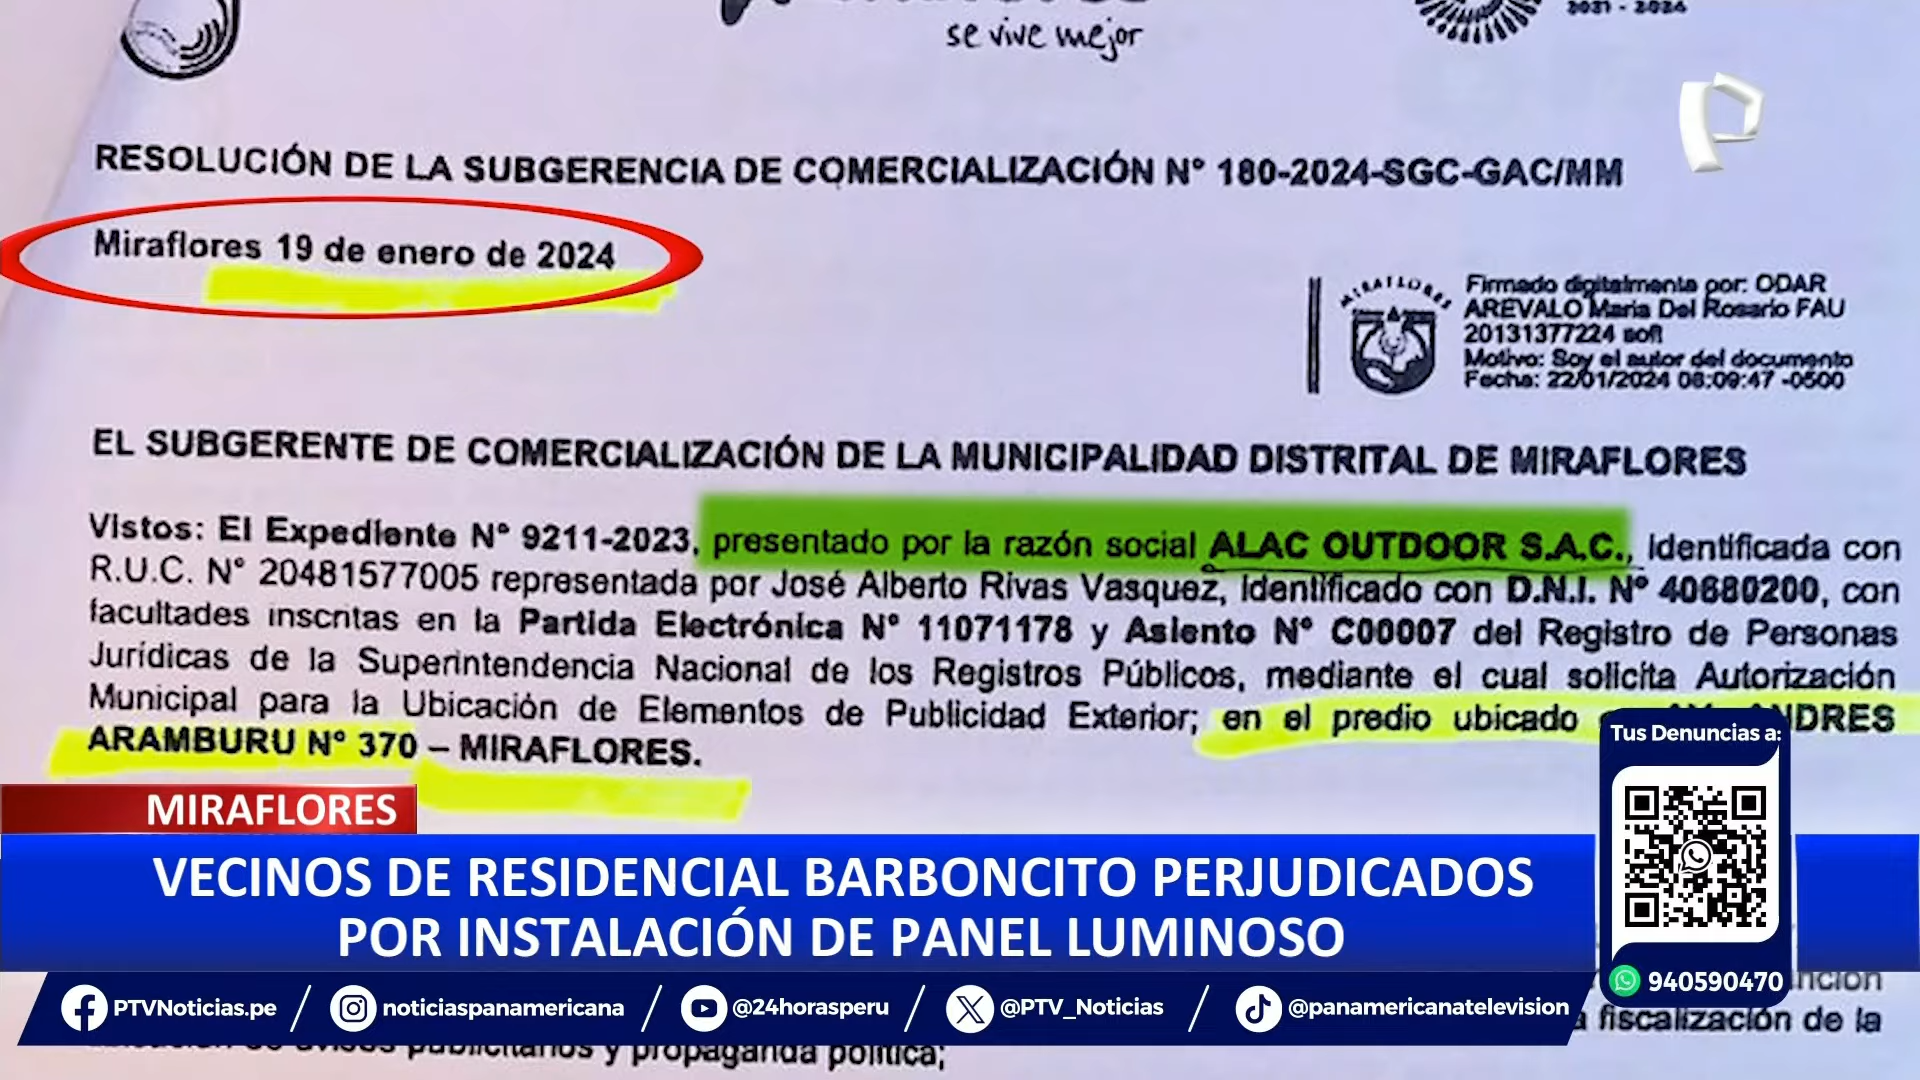 se vive mejor
2021 - 2024
RESOLUCIÓN DE LA SUBGERENCIA DE COMERCIALIZACIÓN N° 180-2024-SGC-GAC/MM
Miraflores 19 de enero de 2024
MIRAFLORES
Firmado digitalmente por: ODAR
AREVALO Maria Del Rosario FAU
20131377224 soft
Motivo: Soy el autor del documento
Fecha: 22/01/2024 08:09:47 -0500
EL SUBGERENTE DE COMERCIALIZACIÓN DE LA MUNICIPALIDAD DISTRITAL DE MIRAFLORES
Vistos: El Expediente N° 9211-2023, presentado por la razón social ALAC OUTDOOR S.A.C., identificada con
R.U.C. N° 20481577005 representada por José Alberto Rivas Vasquez, identificado con D.N.I. N° 40680200, con
facultades inscritas en la Partida Electrónica N° 11071178 y Asiento N° C00007 del Registro de Personas
Jurídicas de la Superintendencia Nacional de los Registros Públicos, mediante el cual solicita Autorización
Municipal para la Ubicación de Elementos de Publicidad Exterior; en el predio ubicado
ARAMBURU N° 370 – MIRAFLORES.
Tus Denuncias a:
MIRAFLORES
VECINOS DE RESIDENCIAL BARBONCITO PERJUDICADOS
POR INSTALACIÓN DE PANEL LUMINOSO
940590470
PTVNoticias.pe / noticiaspanamericana / @24horasperu / @PTV_Noticias / @panamericanatelevision
a fiscalización de la
publicitarios y propaganda política;